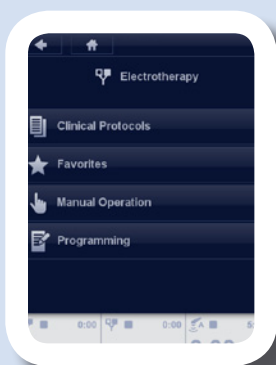 Electrotherapy
Clinical Protocols
Favorites
Manual Operation
Programming
0:00 0:00